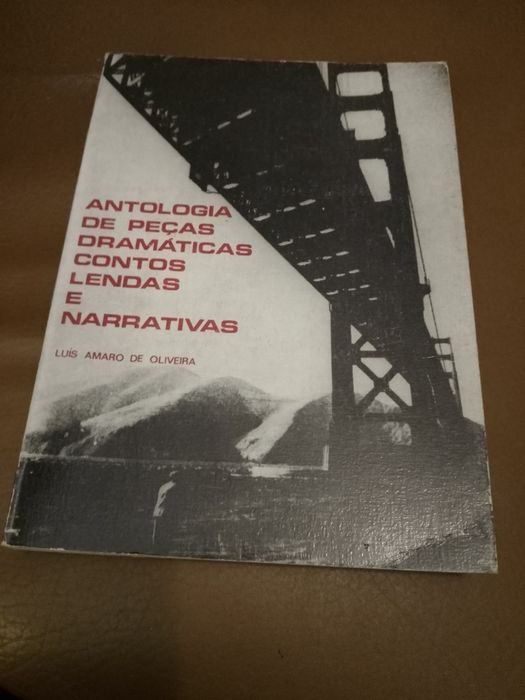 ANTOLOGIA
DE PEÇAS
DRAMÁTICAS
CONTOS
LENDAS
E
NARRATIVAS
LUÍS AMARO DE OLIVEIRA